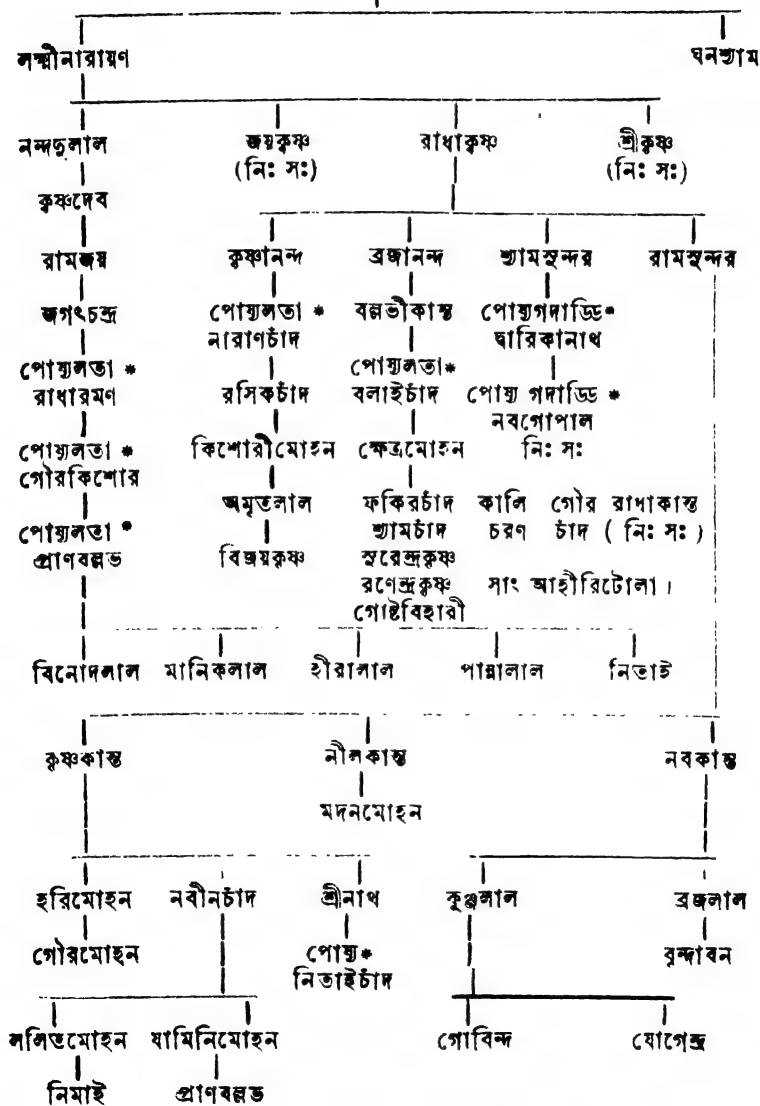 লক্ষ্মীনারায়ণ ঘনশ্যাম
নন্দদুলাল জয়কৃষ্ণ রাধাকৃষ্ণ শ্রীকৃষ্ণ
(নিঃ সঃ) (নিঃ সঃ)
কৃষ্ণদেব
রামজয় কৃষ্ণানন্দ ব্রজানন্দ শ্যামসুন্দর রামসুন্দর
জগৎচন্দ্র পোষ্যলতা * বল্লভীকান্ত পোষ্যগদাড্ডি*
নারাণচাঁদ দ্বারিকানাথ
পোষ্যলতা * পোষ্যলতা*
রাধারমণ রসিকচাঁদ বলাইচাঁদ পোষ্য গদাড্ডি *
নবগোপাল
পোষ্যলতা * কিশোরীমোহন ক্ষেত্রমোহন নিঃ সঃ
গৌরকিশোর
অমৃতলাল ফকিরচাঁদ কালি গৌর রাধাকান্ত
পোষ্যলতা * শ্যামচাঁদ চরণ চাঁদ ( নিঃ সঃ )
প্রাণবল্লভ বিজয়কৃষ্ণ সুরেন্দ্রকৃষ্ণ
রণেন্দ্রকৃষ্ণ সাং আহীরিটোলা।
গোষ্টবিহারী
বিনোদলাল মানিকলাল হীরালাল পান্নালাল নিতাই
কৃষ্ণকান্ত নীলকান্ত নবকান্ত
মদনমোহন
হরিমোহন নবীনচাঁদ শ্রীনাথ কুঞ্জলাল ব্রজলাল
গৌরমোহন পোষ্য* বৃন্দাবন
নিতাইচাঁদ
ললিতমোহন যামিনিমোহন গোবিন্দ যোগেন্দ্র
নিমাই প্রাণবল্লভ